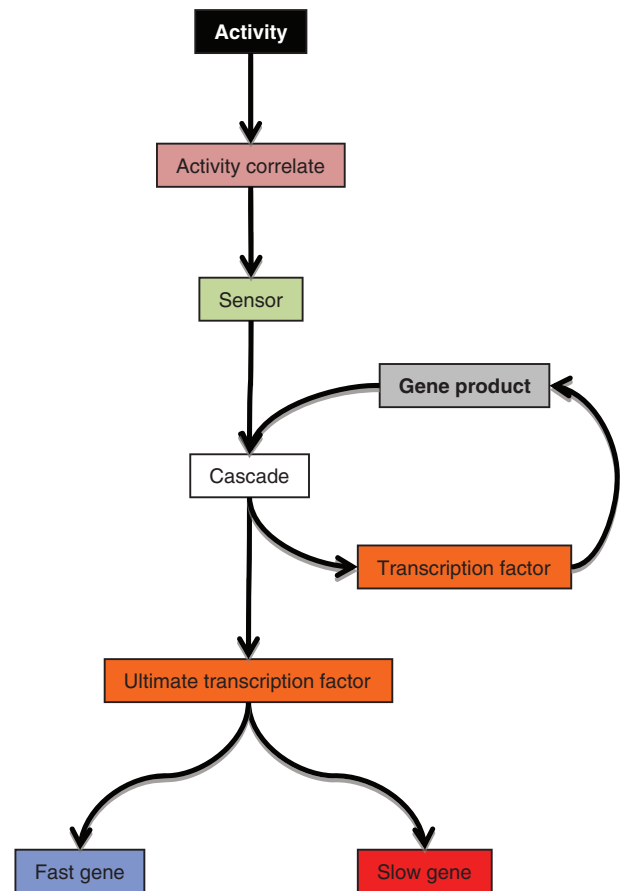 Activity
Activity correlate
Sensor
Gene product
Cascade
Transcription factor
Ultimate transcription factor
Fast gene
Slow gene